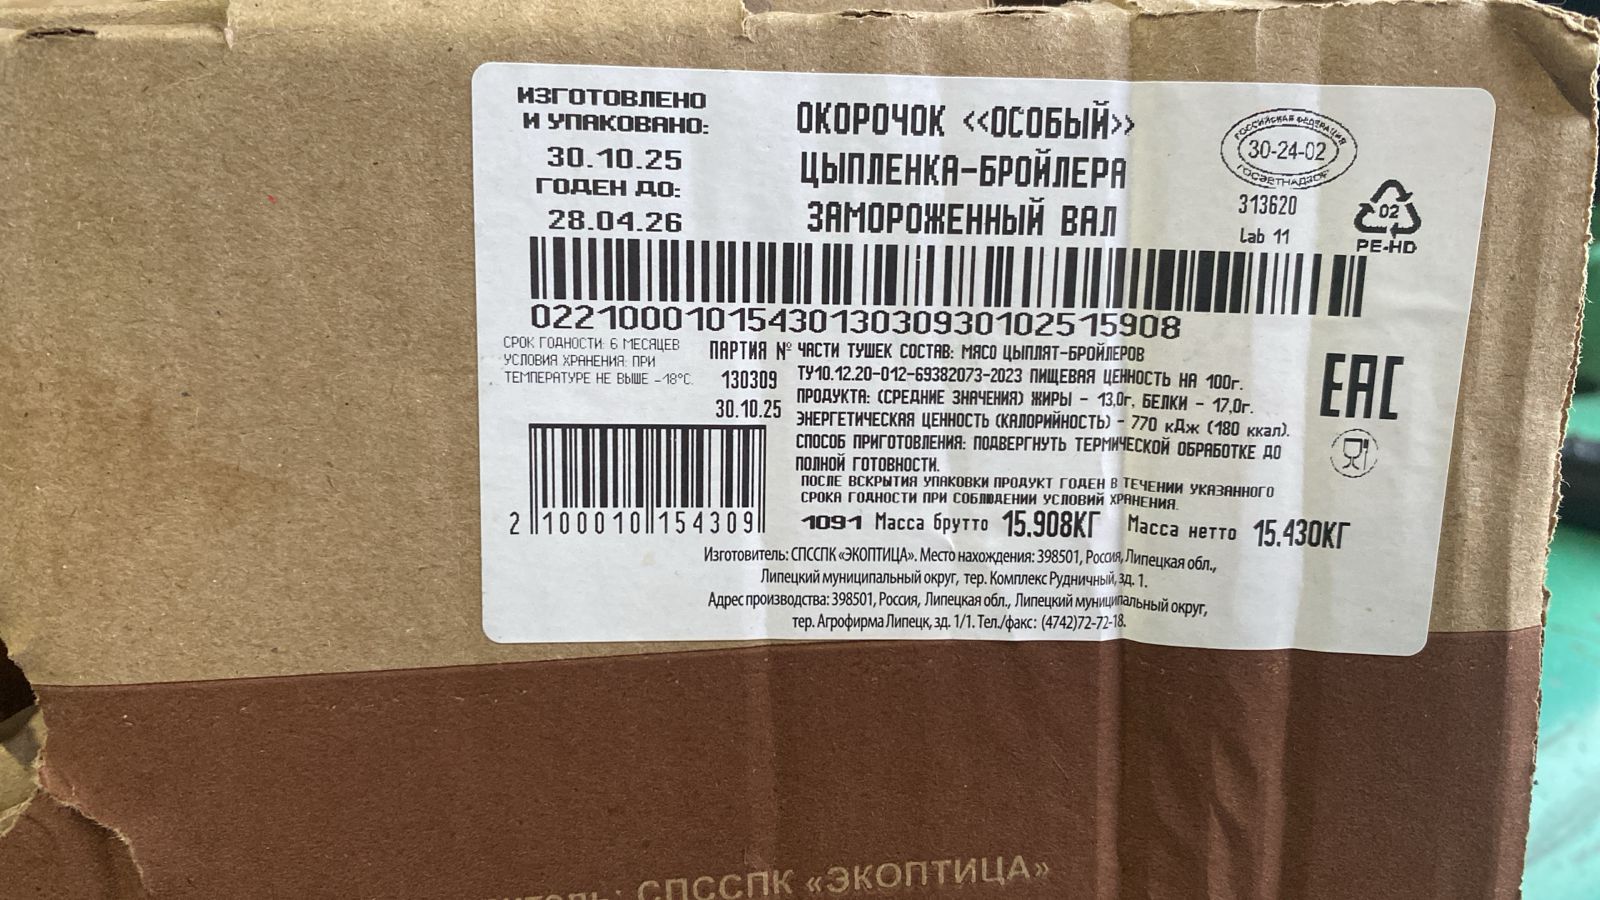 ИЗГОТОВЛЕНО
И УПАКОВАНО:
30.10.25
ГОДЕН ДО:
28.04.26
ОКОРОЧОК «ОСОБЫЙ»
ЦЫПЛЕНКА-БРОЙЛЕРА
ЗАМОРОЖЕННЫЙ ВАЛ
РОССИЙСКАЯ ФЕДЕРАЦИЯ
30-24-02
ГОСВЕТНАДЗОР
313620
Lab 11
02
PE-HD
0221000101543013030930102515908
СРОК ГОДНОСТИ: 6 МЕСЯЦЕВ
УСЛОВИЯ ХРАНЕНИЯ: ПРИ
ТЕМПЕРАТУРЕ НЕ ВЫШЕ -18°С.
ПАРТИЯ №
130309
30.10.25
ЧАСТИ ТУШЕК СОСТАВ: МЯСО ЦЫПЛЯТ-БРОЙЛЕРОВ
ТУ10.12.20-012-69382073-2023 ПИЩЕВАЯ ЦЕННОСТЬ НА 100г.
ПРОДУКТА: (СРЕДНИЕ ЗНАЧЕНИЯ) ЖИРЫ - 13,0г, БЕЛКИ - 17,0г.
ЭНЕРГЕТИЧЕСКАЯ ЦЕННОСТЬ (КАЛОРИЙНОСТЬ) - 770 кДж (180 ккал).
СПОСОБ ПРИГОТОВЛЕНИЯ: ПОДВЕРГНУТЬ ТЕРМИЧЕСКОЙ ОБРАБОТКЕ ДО
ПОЛНОЙ ГОТОВНОСТИ.
ПОСЛЕ ВСКРЫТИЯ УПАКОВКИ ПРОДУКТ ГОДЕН В ТЕЧЕНИИ УКАЗАННОГО
СРОКА ГОДНОСТИ ПРИ СОБЛЮДЕНИИ УСЛОВИЙ ХРАНЕНИЯ.
EAC
2 100010 154309
1091 Масса брутто 15.908КГ Масса нетто 15.430КГ
Изготовитель: СПССПК «ЭКОПТИЦА». Место нахождения: 398501, Россия, Липецкая обл.,
Липецкий муниципальный округ, тер. Комплекс Рудничный, зд. 1.
Адрес производства: 398501, Россия, Липецкая обл., Липецкий муниципальный округ,
тер. Агрофирма Липецк, зд. 1/1. Тел./факс: (4742)72-72-18.
СПССПК «ЭКОПТИЦА»